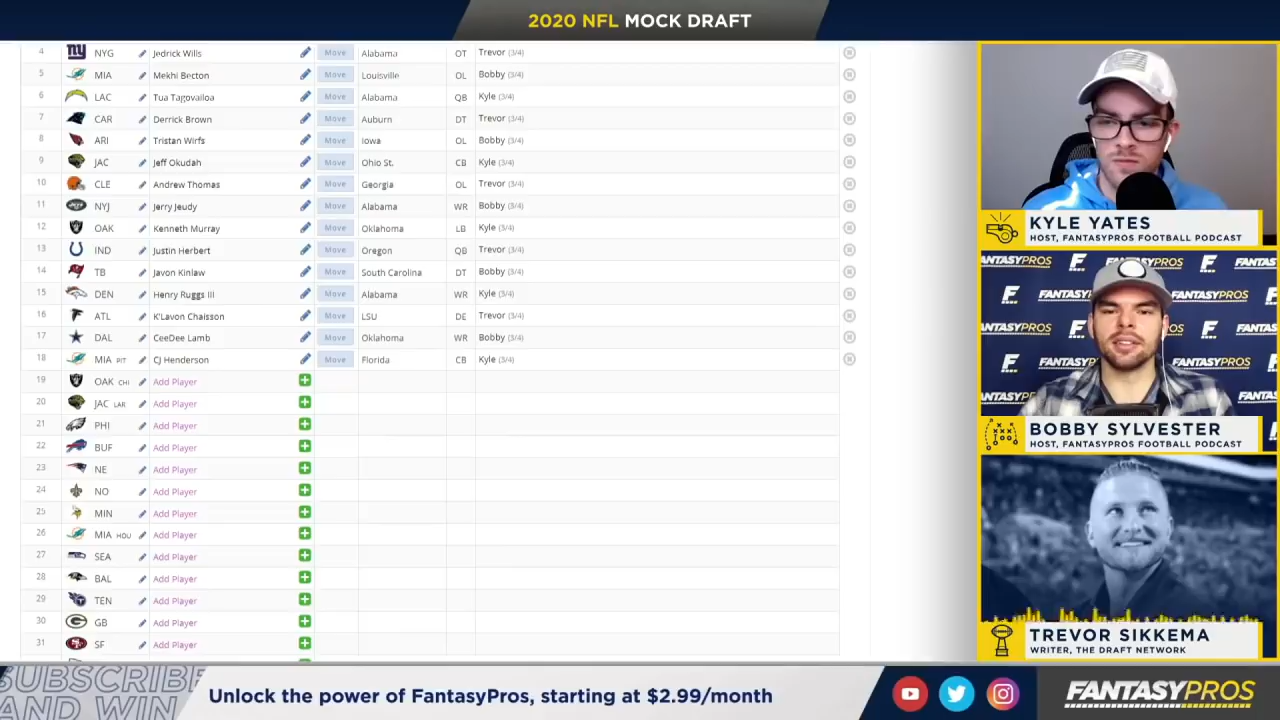 2020 NFL MOCK DRAFT
4 NYG Jedrick Wills Move Alabama OT Trevor (3/4)
5 MIA Mekhi Becton Move Louisville OL Bobby (3/4)
6 LAC Tua Tagovailoa Move Alabama QB Kyle (3/4)
7 CAR Derrick Brown Move Auburn DT Trevor (3/4)
8 ARI Tristan Wirfs Move Iowa OL Bobby (3/4)
9 JAC Jeff Okudah Move Ohio St. CB Kyle (3/4)
10 CLE Andrew Thomas Move Georgia OL Trevor (3/4)
11 NYJ Jerry Jeudy Move Alabama WR Bobby (3/4)
12 OAK Kenneth Murray Move Oklahoma LB Kyle (3/4)
13 IND Justin Herbert Move Oregon QB Trevor (3/4)
14 TB Javon Kinlaw Move South Carolina DT Bobby (3/4)
15 DEN Henry Ruggs III Move Alabama WR Kyle (3/4)
16 ATL K'Lavon Chaisson Move LSU DE Trevor (3/4)
17 DAL CeeDee Lamb Move Oklahoma WR Bobby (3/4)
18 MIA PIT CJ Henderson Move Florida CB Kyle (3/4)
19 OAK CHI Add Player
20 JAC LAR Add Player
21 PHI Add Player
22 BUF Add Player
23 NE Add Player
24 NO Add Player
25 MIN Add Player
26 MIA HOU Add Player
27 SEA Add Player
28 BAL Add Player
29 TEN Add Player
30 GB Add Player
31 SF Add Player
KYLE YATES
HOST, FANTASYPROS FOOTBALL PODCAST
BOBBY SYLVESTER
HOST, FANTASYPROS FOOTBALL PODCAST
TREVOR SIKKEMA
WRITER, THE DRAFT NETWORK
SUBSCRIBE
AND WIN
Unlock the power of FantasyPros, starting at $2.99/month
FANTASYPROS